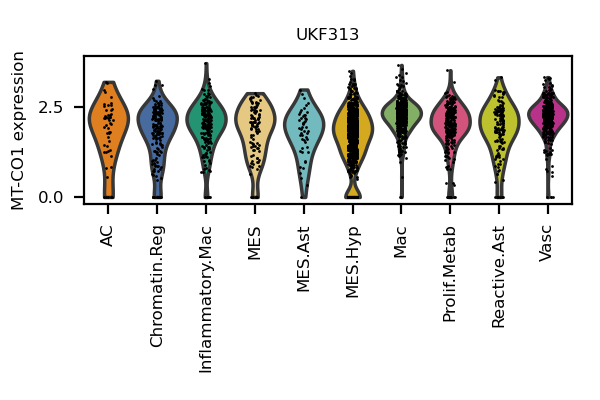 UKF313
MT-CO1 expression
2.5
0.0
AC
Chromatin.Reg
Inflammatory.Mac
MES
MES.Ast
MES.Hyp
Mac
Prolif.Metab
Reactive.Ast
Vasc